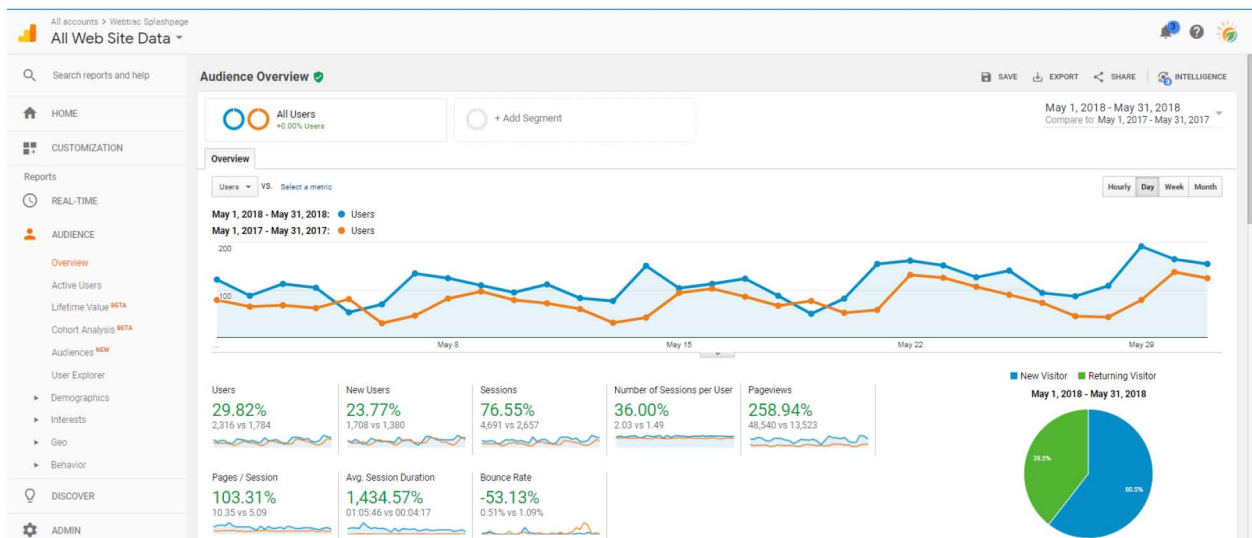 All accounts > Webtrac Splashpage
All Web Site Data
3
Search reports and help
HOME
CUSTOMIZATION
Reports
REAL-TIME
AUDIENCE
Overview
Active Users
Lifetime Value BETA
Cohort Analysis BETA
Audiences NEW
User Explorer
Demographics
Interests
Geo
Behavior
DISCOVER
ADMIN
Audience Overview
SAVE
EXPORT
SHARE
INTELLIGENCE
All Users
+0.00% Users
+ Add Segment
May 1, 2018 - May 31, 2018
Compare to: May 1, 2017 - May 31, 2017
Overview
Users VS. Select a metric
Hourly Day Week Month
May 1, 2018 - May 31, 2018: Users
May 1, 2017 - May 31, 2017: Users
200
100
... May 8 May 15 May 22 May 29
Users
29.82%
2,316 vs 1,784
New Users
23.77%
1,708 vs 1,380
Sessions
76.55%
4,691 vs 2,657
Number of Sessions per User
36.00%
2.03 vs 1.49
Pageviews
258.94%
48,540 vs 13,523
Pages / Session
103.31%
10.35 vs 5.09
Avg. Session Duration
1,434.57%
01:05:46 vs 00:04:17
Bounce Rate
-53.13%
0.51% vs 1.09%
New Visitor Returning Visitor
May 1, 2018 - May 31, 2018
39.5%
60.5%